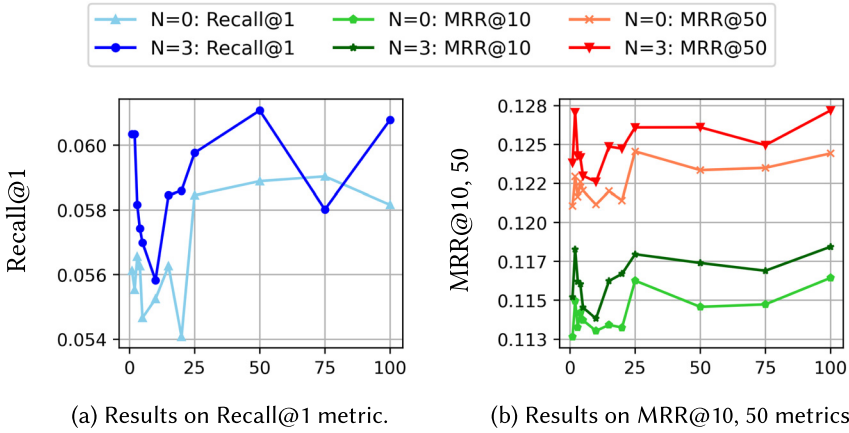 N=0: Recall@1 N=0: MRR@10 N=0: MRR@50
N=3: Recall@1 N=3: MRR@10 N=3: MRR@50
Recall@1
0.060
0.058
0.056
0.054
0 25 50 75 100
(a) Results on Recall@1 metric.
MRR@10, 50
0.128
0.125
0.122
0.120
0.117
0.115
0.113
0 25 50 75 100
(b) Results on MRR@10, 50 metrics